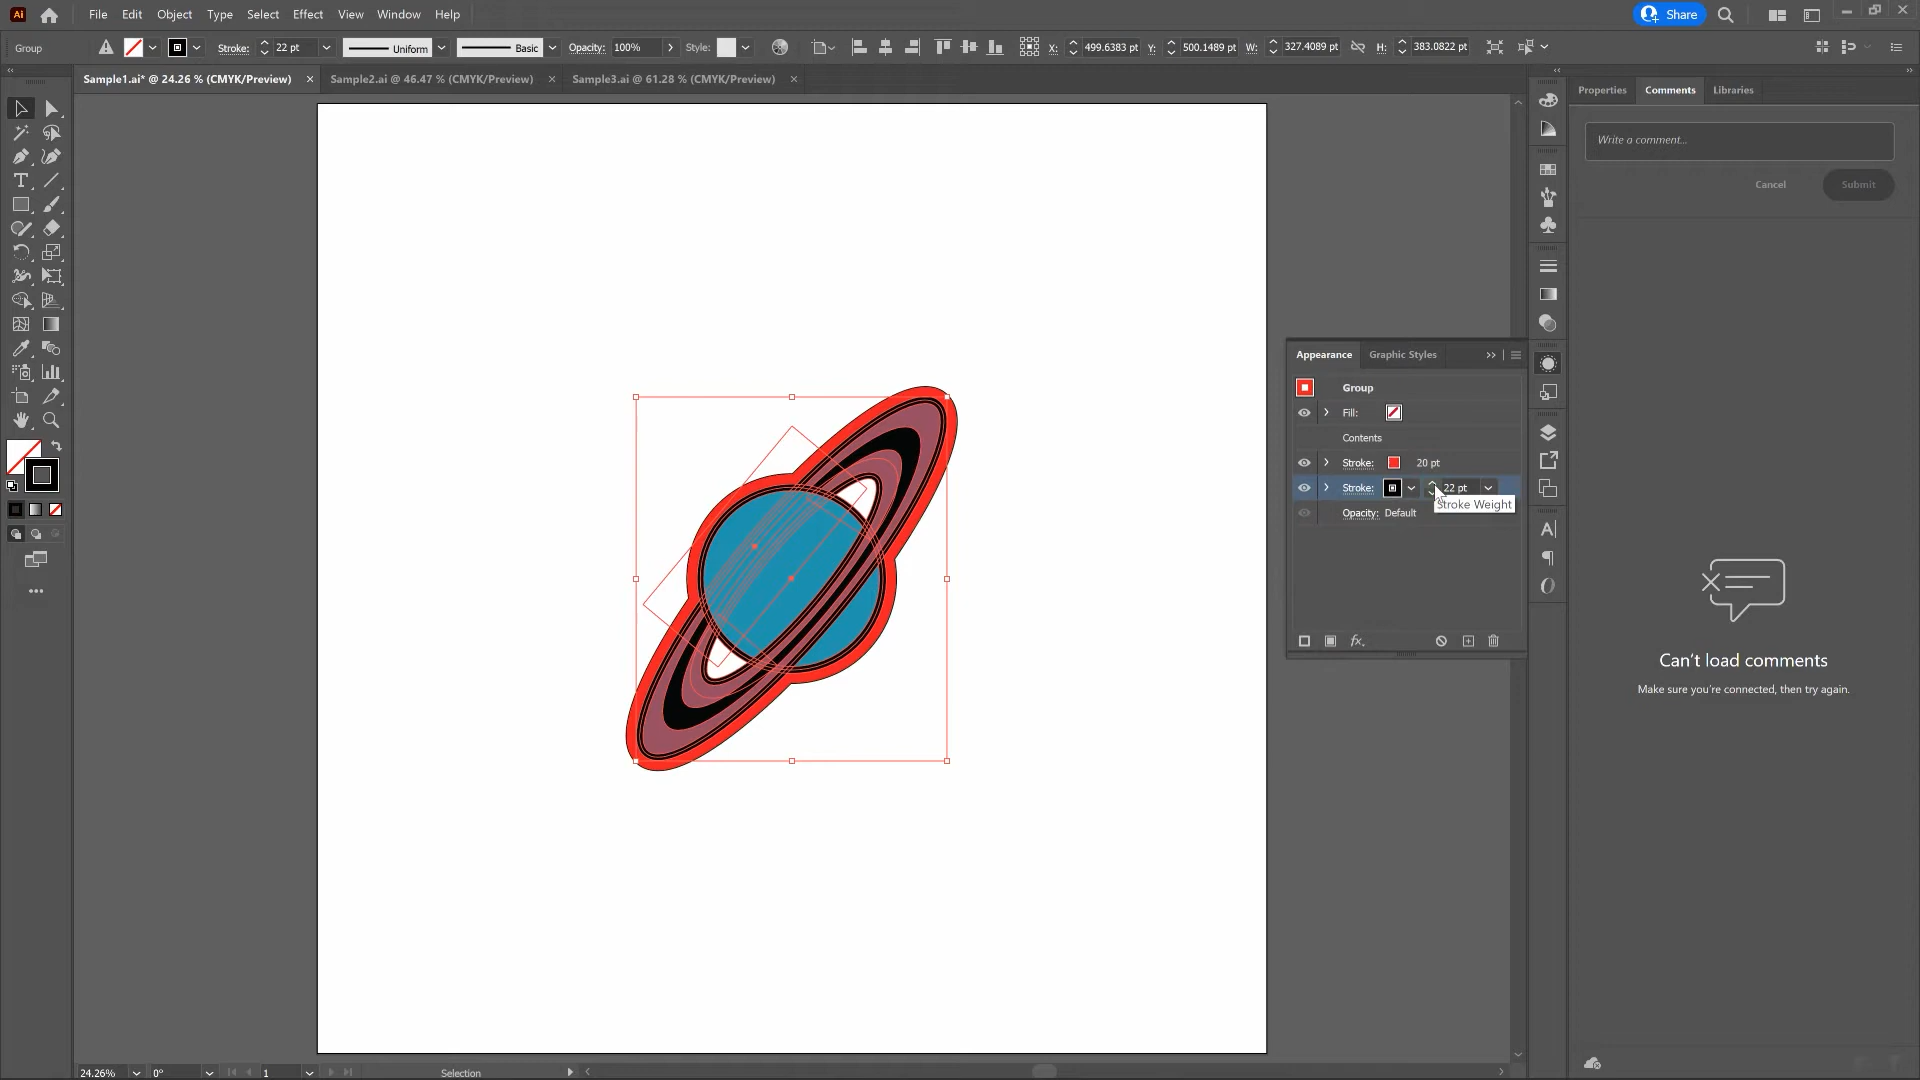 Ai File Edit Object Type Select Effect View Window Help Share
Group Stroke: 22 pt Uniform Basic Opacity: 100% Style: X: 499.6383 pt Y: 500.1489 pt W: 327.4089 pt H: 383.0822 pt
Sample1.ai* @ 24.26 % (CMYK/Preview) × Sample2.ai @ 46.47 % (CMYK/Preview) × Sample3.ai @ 61.28 % (CMYK/Preview) ×
Properties Comments Libraries
Write a comment...
Cancel Submit
Appearance Graphic Styles
Group
Fill:
Contents
Stroke: 20 pt
Stroke: 22 pt
Stroke Weight
Opacity: Default
fx.
Can't load comments
Make sure you're connected, then try again.
24.26% 0° 1 Selection